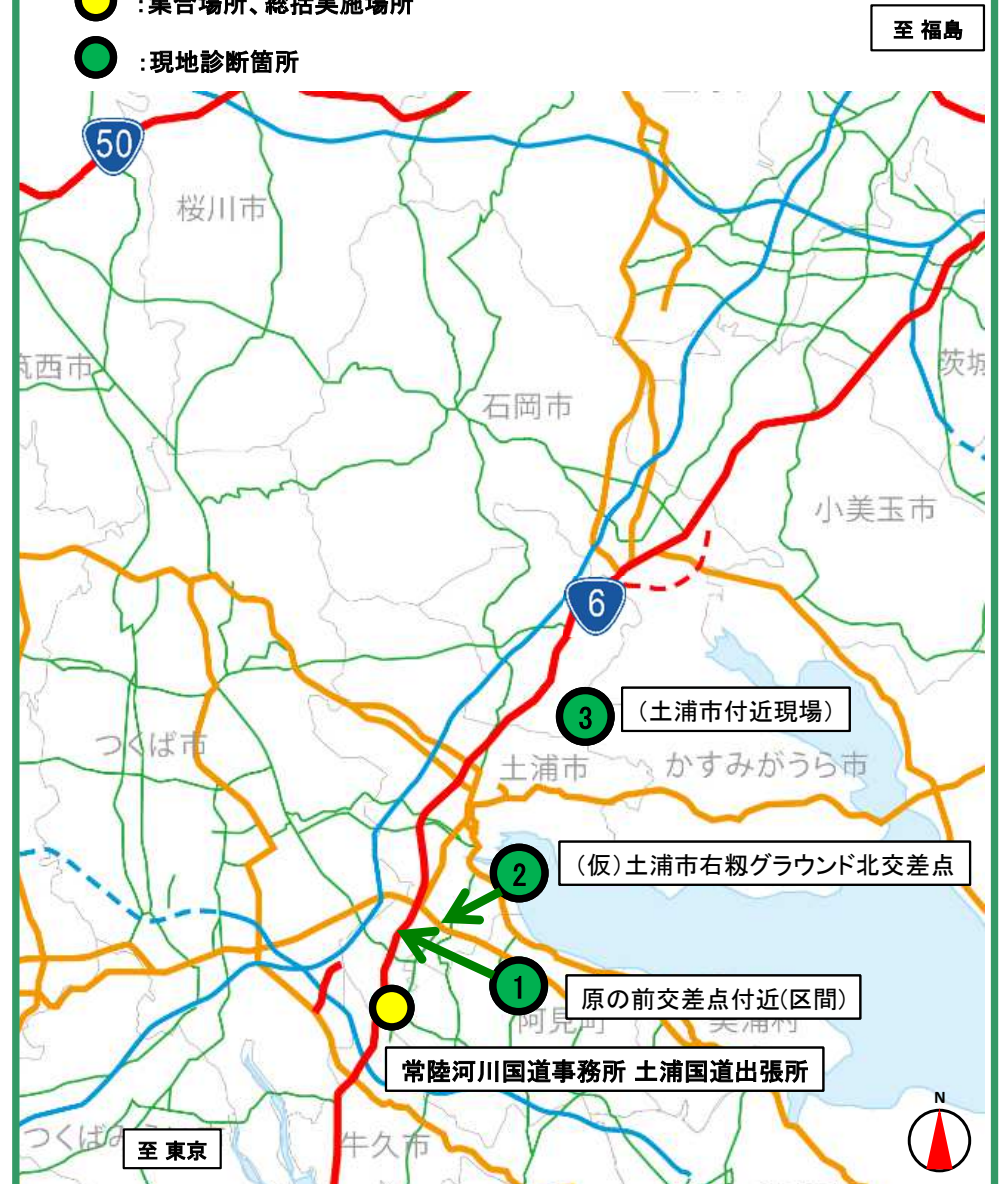 :集合場所、総括実施場所
至 福島
:現地診断箇所
50
桜川市
筑西市
茨城
石岡市
小美玉市
6
3
(土浦市付近現場)
つくば市
土浦市
かすみがうら市
2
(仮)土浦市右籾グラウンド北交差点
1
原の前交差点付近(区間)
阿見町
美浦村
常陸河川国道事務所 土浦国道出張所
N
至 東京
つくばみ
牛久市